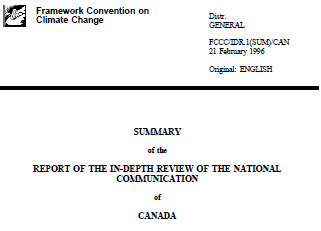 Framework Convention on
Climate Change
Distr.
GENERAL
FCCC/IDR.1(SUM)/CAN
21 February 1996
Original: ENGLISH
SUMMARY
of the
REPORT OF THE IN-DEPTH REVIEW OF THE NATIONAL
COMMUNICATION
of
CANADA